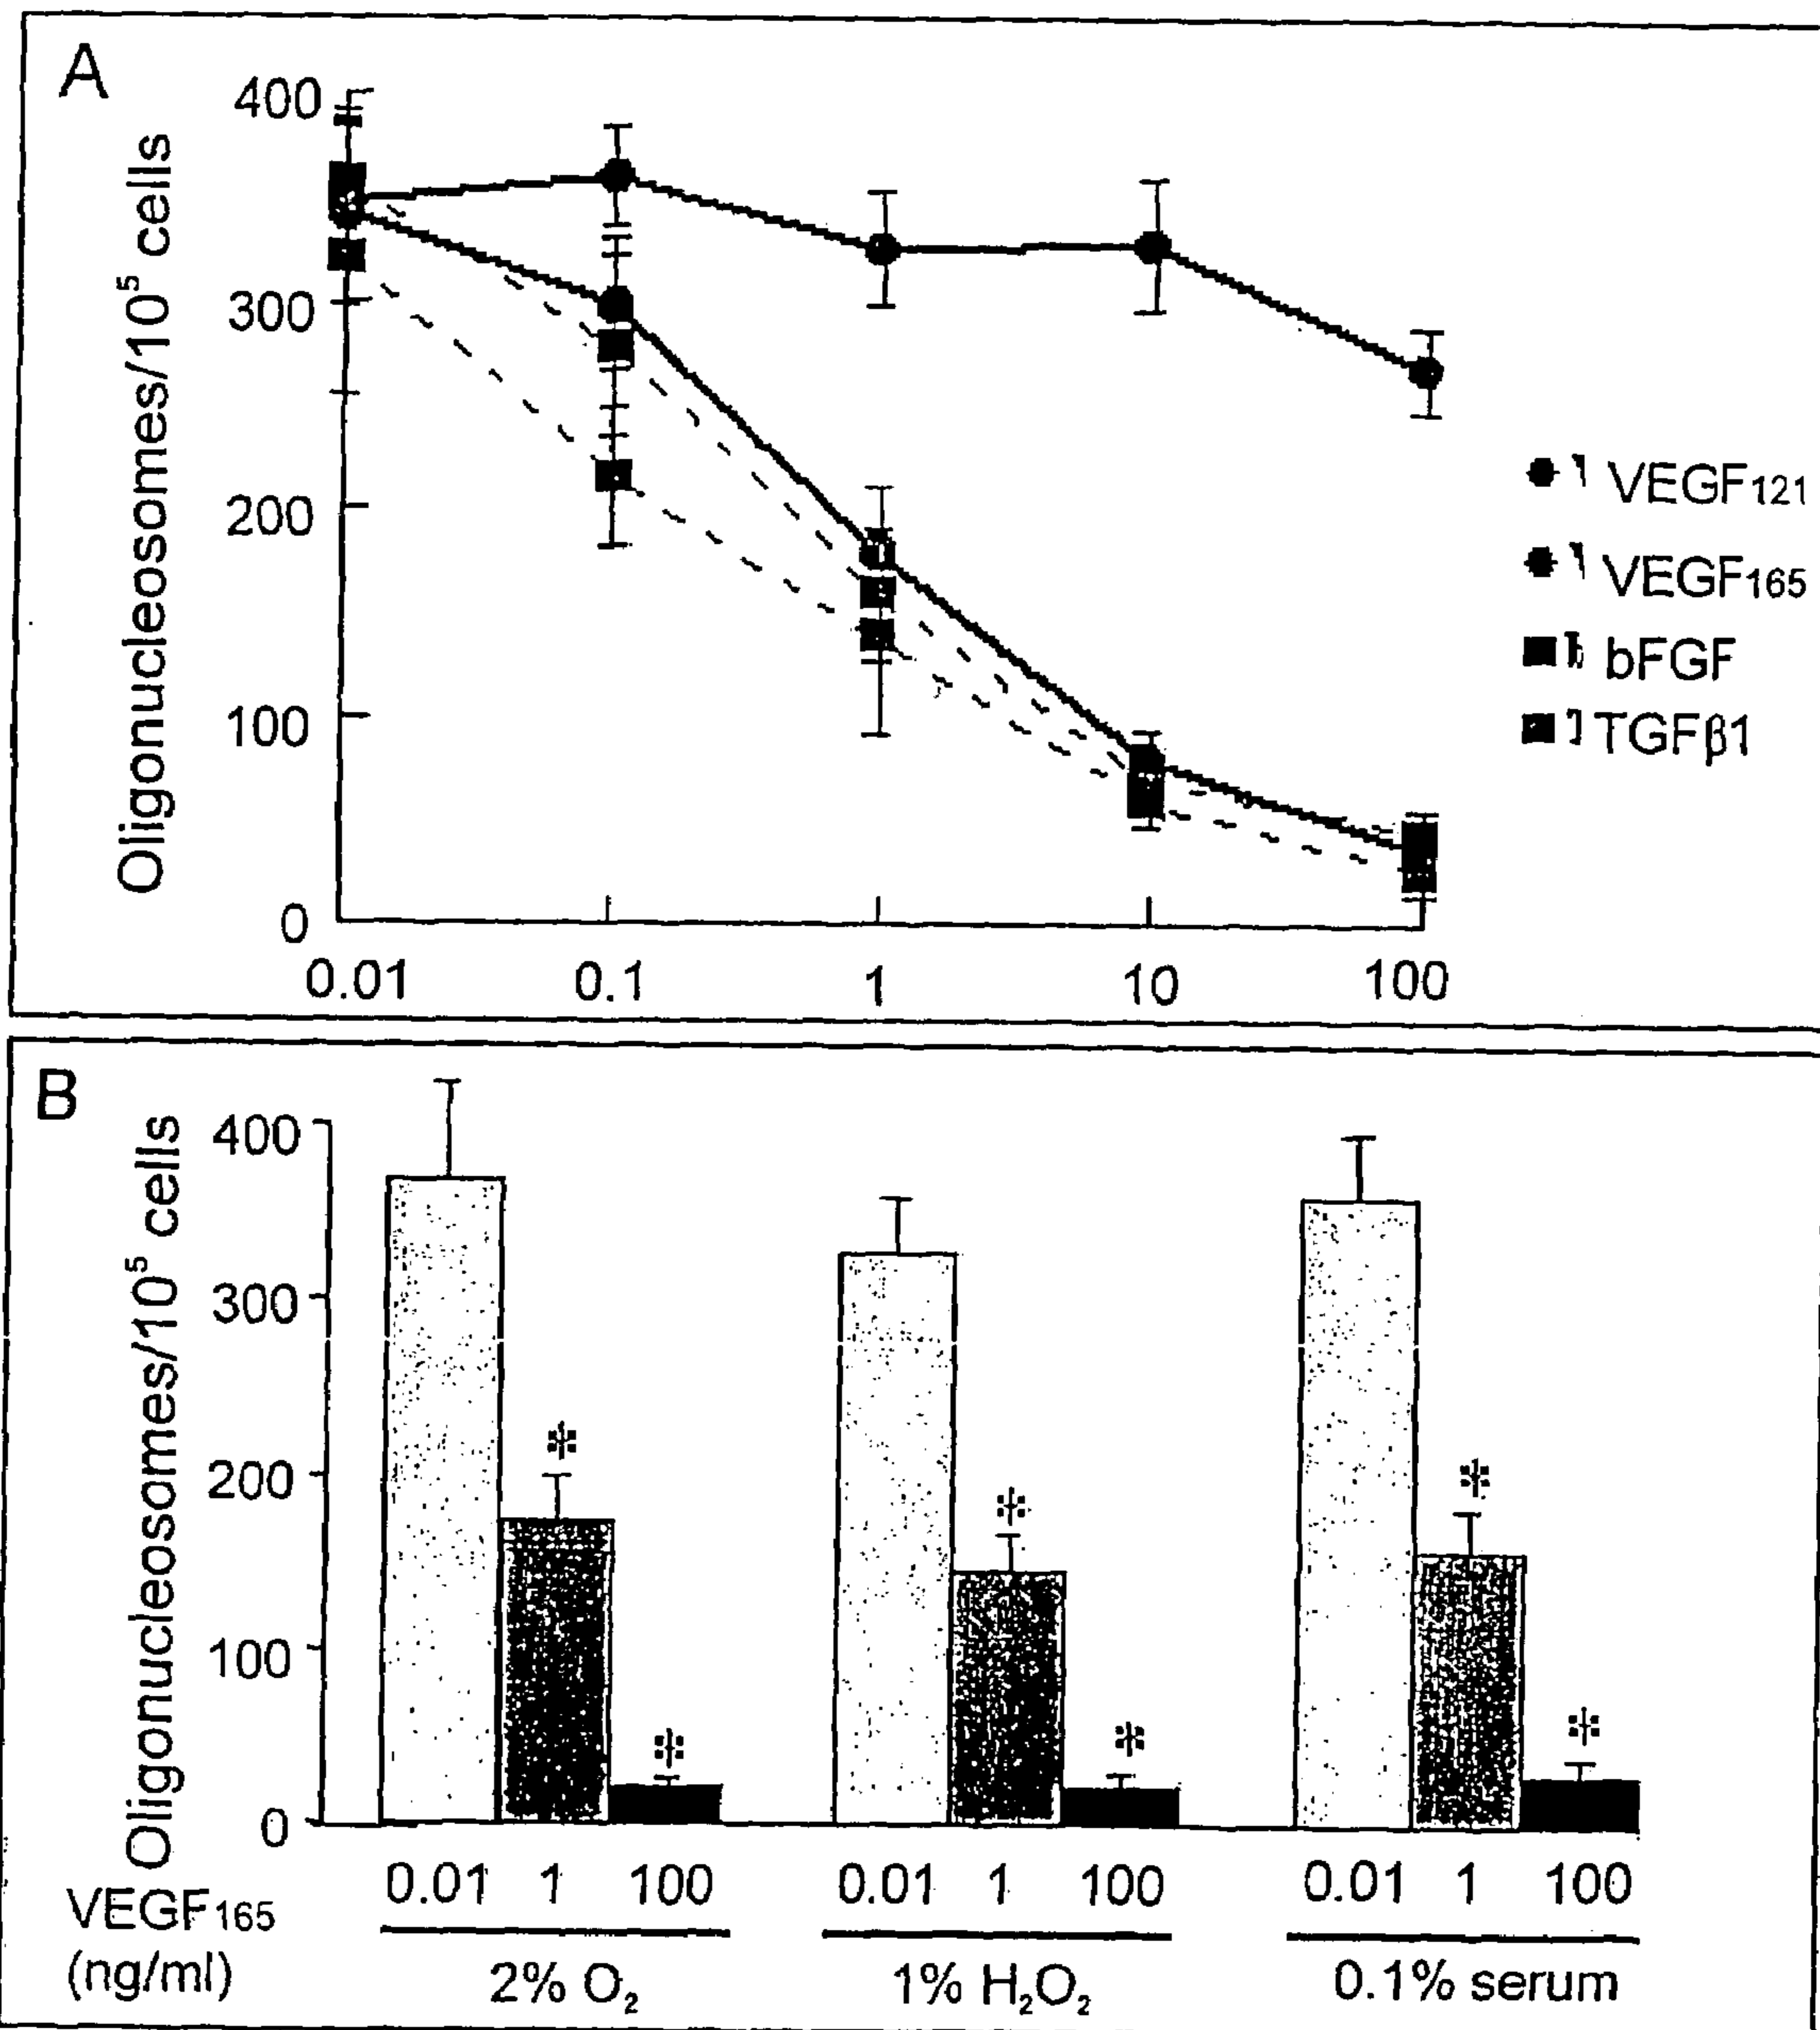 A
Oligonucleosomes/10⁵ cells
400
300
200
100
0
0.01 0.1 1 10 100
VEGF121
VEGF165
bFGF
TGFβ1
B
Oligonucleosomes/10⁵ cells
400
300
200
100
0
VEGF165
(ng/ml)
0.01 1 100 0.01 1 100 0.01 1 100
2% O₂ 1% H₂O₂ 0.1% serum
* * * * * *